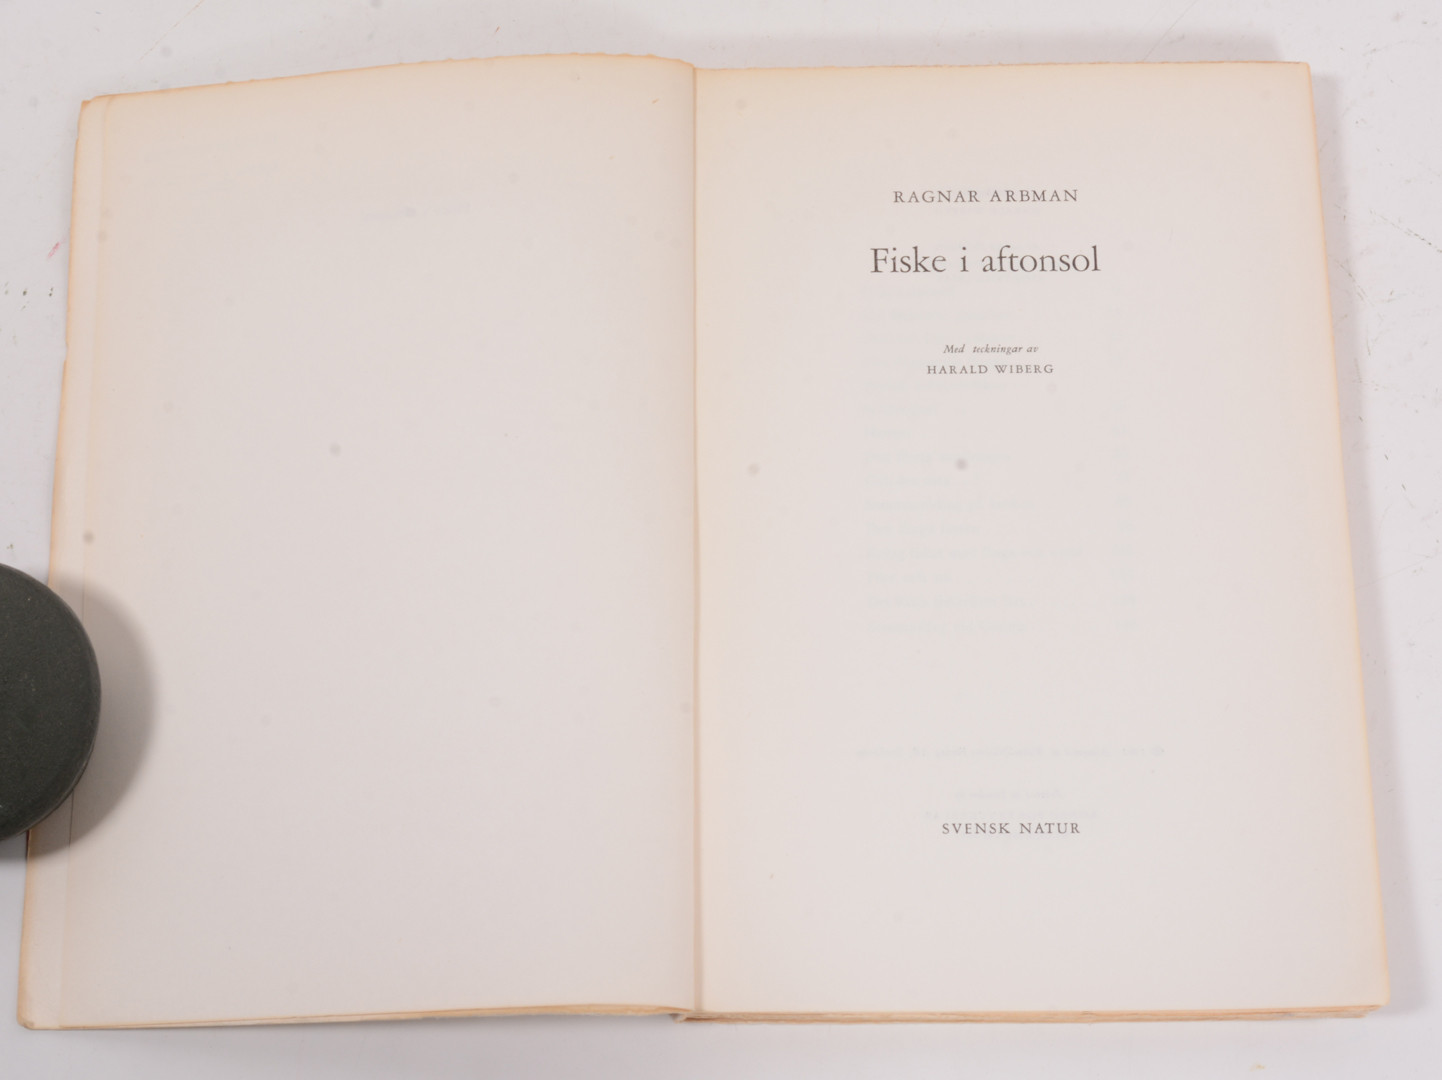 RAGNAR ARBMAN
Fiske i aftonsol
Med teckningar av
HARALD WIBERG
SVENSK NATUR